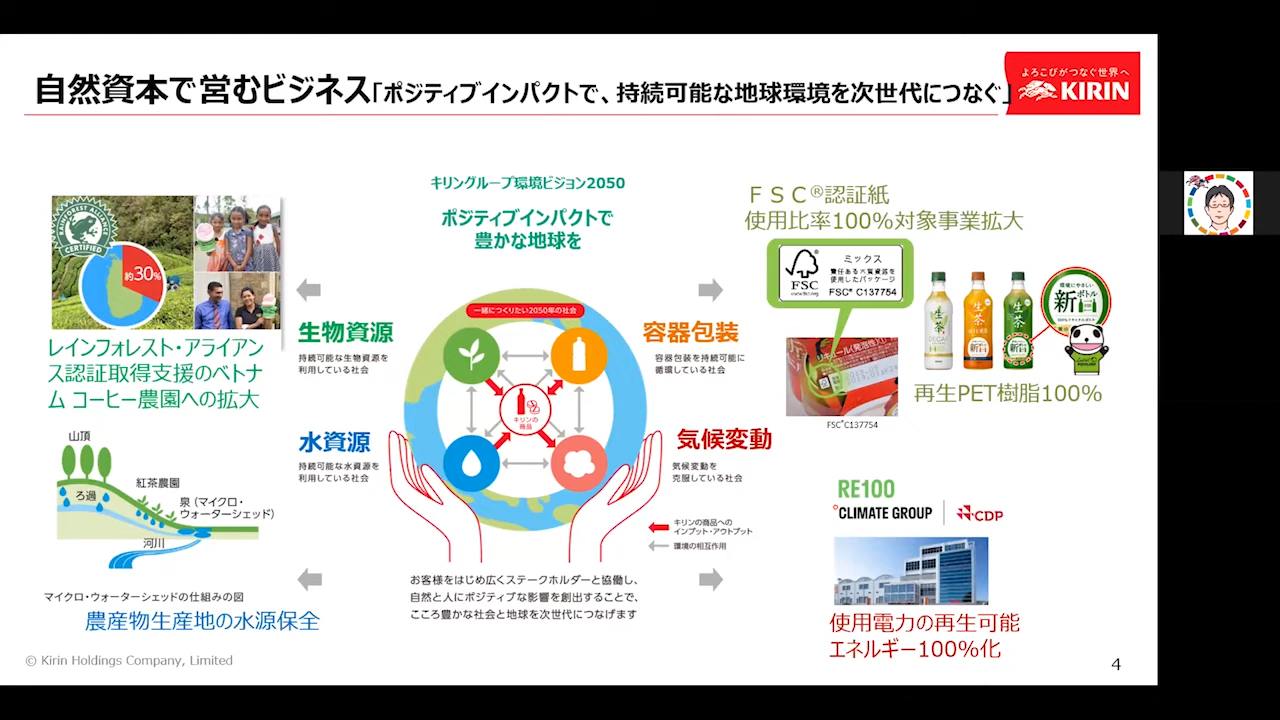 自然資本で営むビジネス「ポジティブインパクトで、持続可能な地球環境を次世代につなぐ」
よろこびがつなぐ世界へ
KIRIN
RAINFOREST ALLIANCE
CERTIFIED
約30%
レインフォレスト・アライアン
ス認証取得支援のベトナ
ム コーヒー農園への拡大
山頂
ろ過
紅茶農園
泉（マイクロ・
ウォーターシェッド）
河川
マイクロ・ウォーターシェドの仕組みの図
農産物生産地の水源保全
キリングループ環境ビジョン2050
ポジティブインパクトで
豊かな地球を
一緒につくりたい2050年の社会
生物資源
持続可能な生物資源を
利用している社会
容器包装
容器包装を持続可能に
循環している社会
キリンの
商品
水資源
持続可能な水資源を
利用している社会
気候変動
気候変動を
克服している社会
キリンの商品への
インプット・アウトプット
環境の相互作用
お客様をはじめ広くステークホルダーと協働し、
自然と人にポジティブな影響を創出することで、
こころ豊かな社会と地球を次世代につなげます
ＦＳＣ®認証紙
使用比率100%対象事業拡大
FSC
ミックス
責任ある木質資源を
使用したパッケージ
FSC® C137754
リキュール(発泡性)
FSC®C137754
生茶
生茶
生茶
環境にやさしい
新ボトル
再生PET樹脂100%
RE100
°CLIMATE GROUP
CDP
使用電力の再生可能
エネルギー100%化
© Kirin Holdings Company, Limited
4